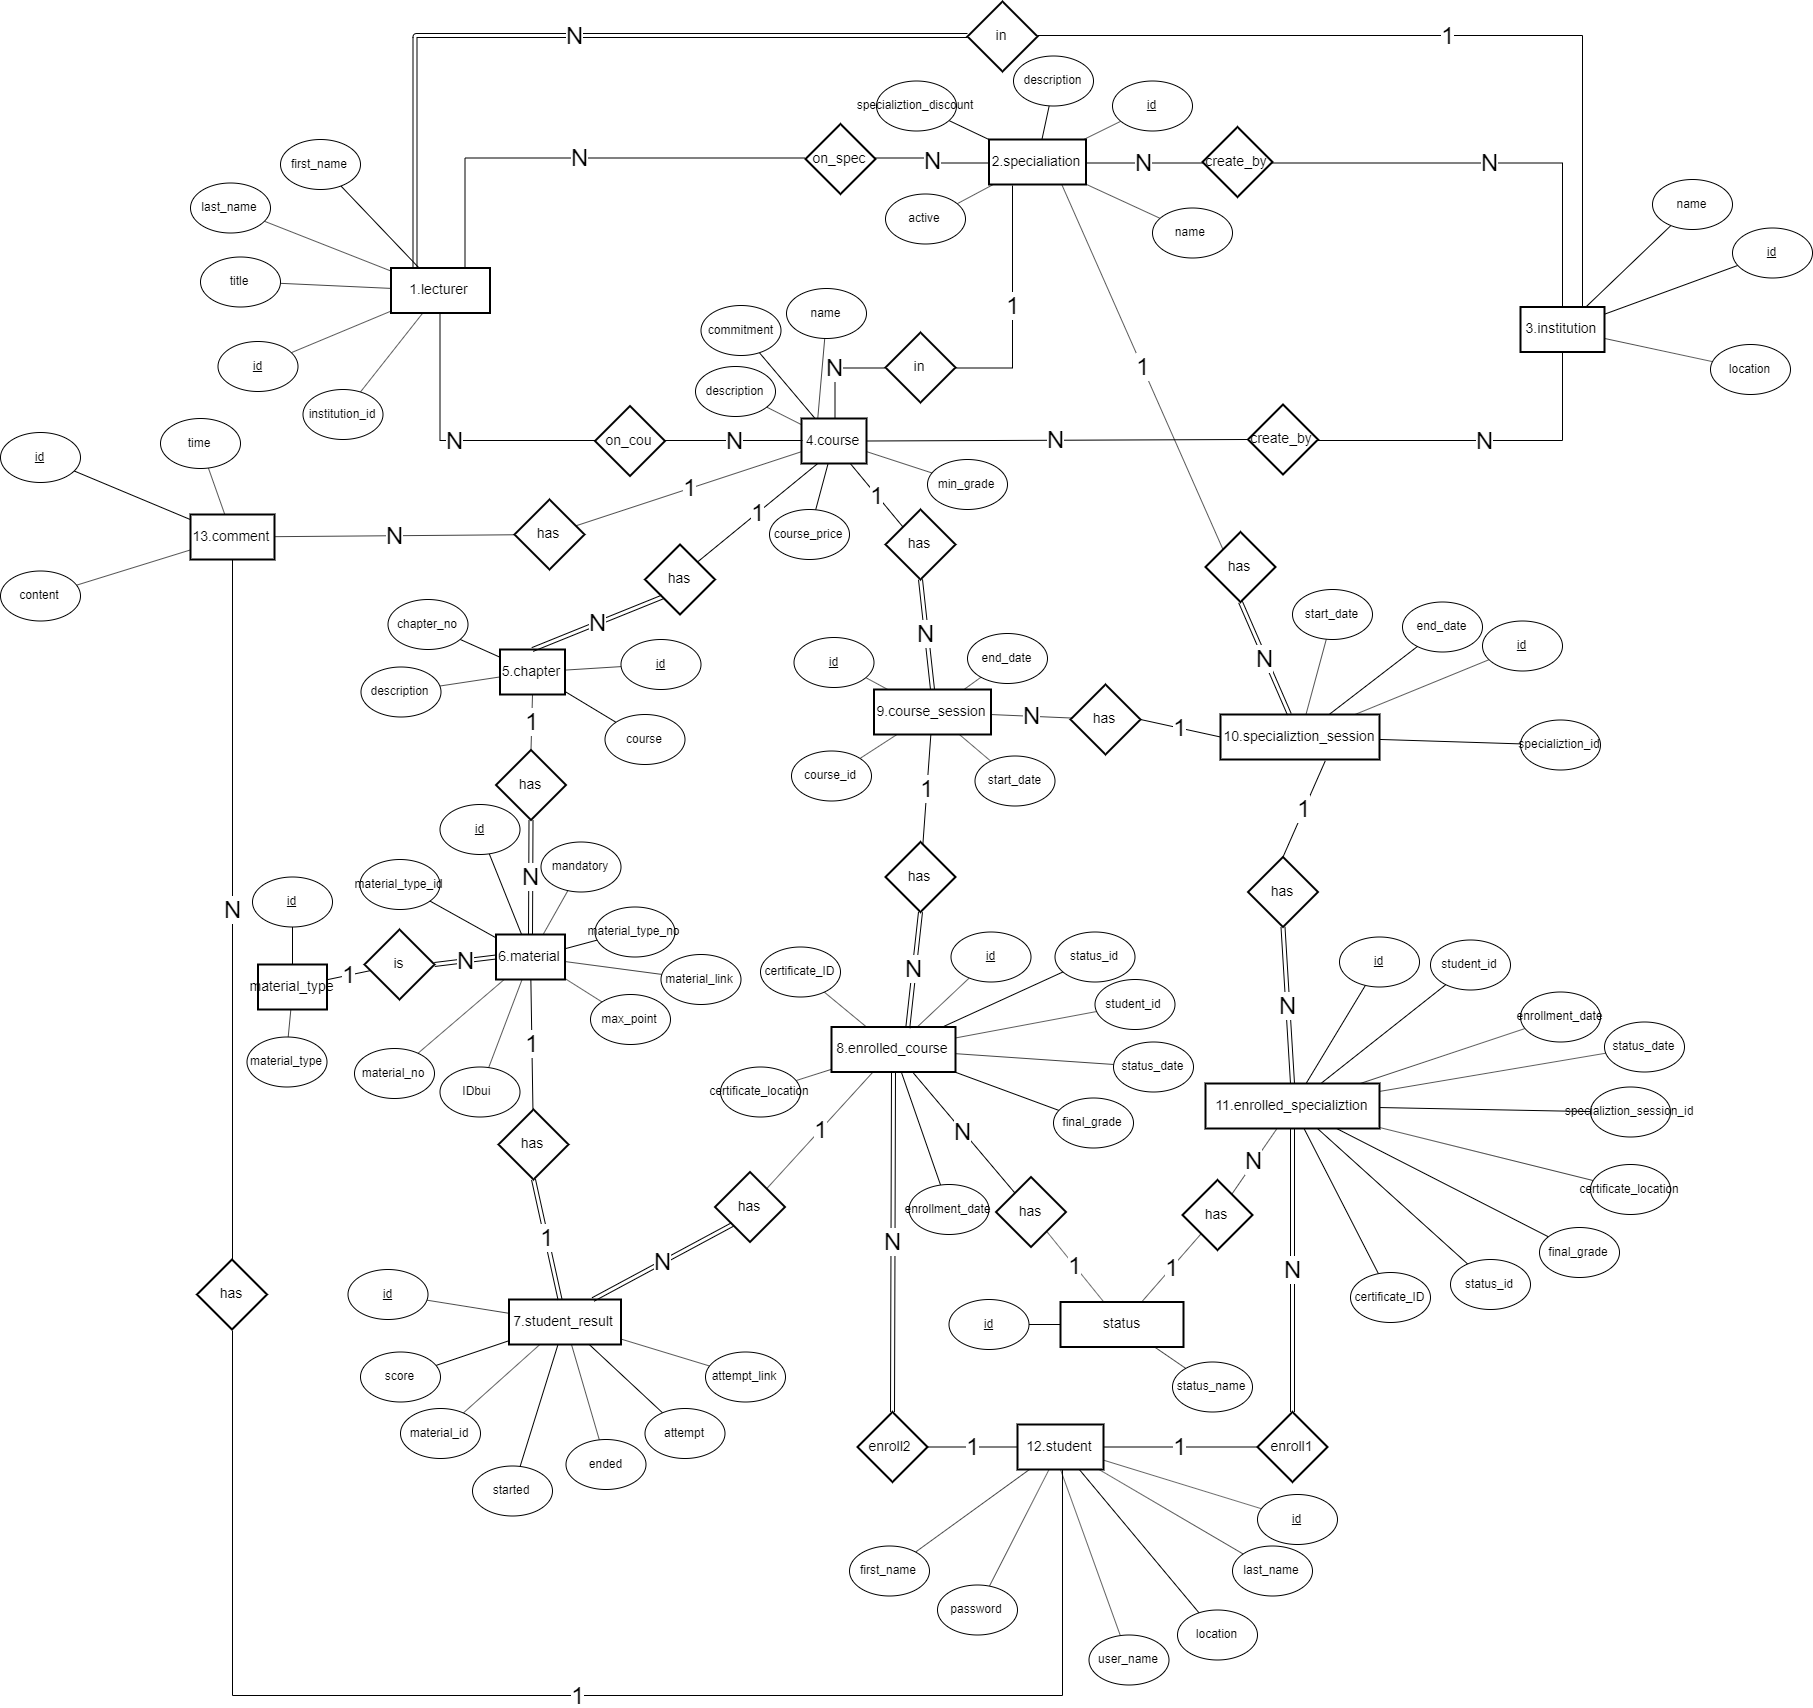 N
in
1
description
specializtion_discount
id
first_name
N
on_spec
N
2.specialiation
N
create_by
N
last_name
active
name
name
id
title
1.lecturer
1
name
commitment
3.institution
id
N
in
1
location
description
institution_id
N
on_cou
N
4.course
N
create_by
N
time
id
min_grade
1
1
1
13.comment
N
has
course_price
has
has
has
content
chapter_no
N
N
start_date
end_date
id
5.chapter
id
id
end_date
N
description
1
course
9.course_session
N
has
1
10.specializtion_session
specializtion_id
has
course_id
start_date
1
1
id
mandatory
material_type_id
N
has
has
N
id
material_type_no
is
N
6.material
1
material_type
material_link
max_point
certificate_ID
id
status_id
N
N
id
student_id
student_id
enrollment_date
material_type
material_no
IDbui
1
8.enrolled_course
status_date
status_date
certificate_location
final_grade
11.enrolled_specializtion
specializtion_session_id
has
1
N
N
certificate_location
has
enrollment_date
has
has
1
N
N
1
1
N
final_grade
status_id
certificate_ID
has
id
7.student_result
id
status
score
attempt_link
status_name
material_id
attempt
enroll2
1
12.student
1
enroll1
started
ended
id
first_name
last_name
password
location
user_name
1